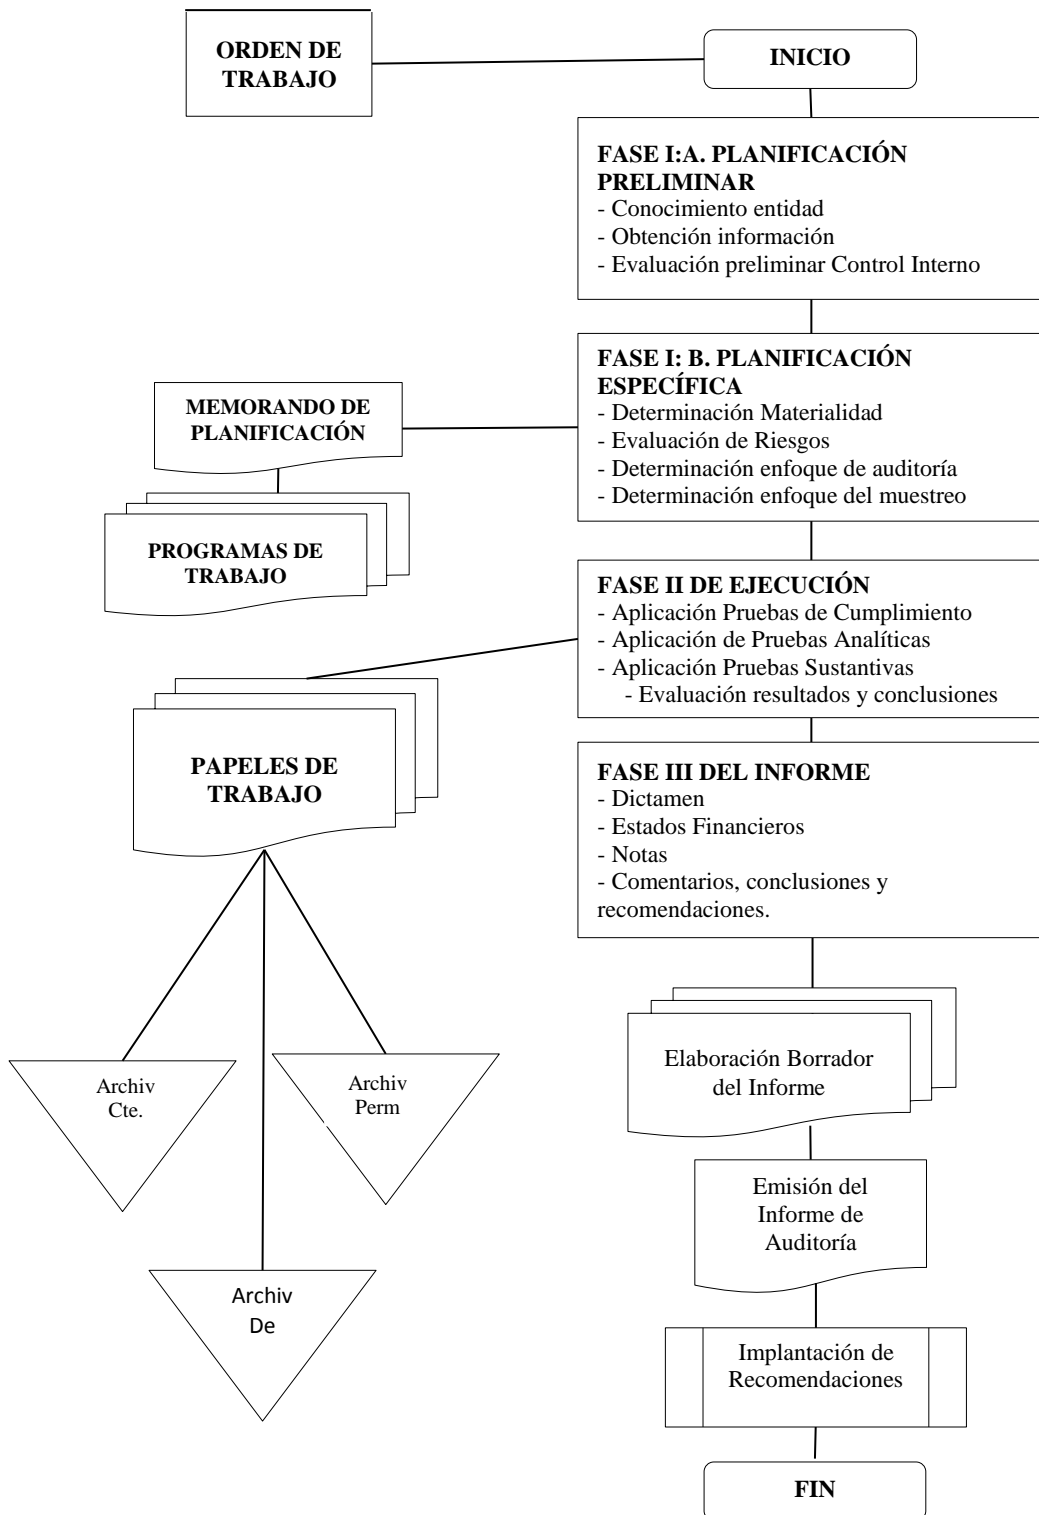 ORDEN DE
TRABAJO
INICIO
FASE I:A. PLANIFICACIÓN
PRELIMINAR
- Conocimiento entidad
- Obtención información
- Evaluación preliminar Control Interno
FASE I: B. PLANIFICACIÓN
ESPECÍFICA
- Determinación Materialidad
- Evaluación de Riesgos
- Determinación enfoque de auditoría
- Determinación enfoque del muestreo
MEMORANDO DE
PLANIFICACIÓN
PROGRAMAS DE
TRABAJO
FASE II DE EJECUCIÓN
- Aplicación Pruebas de Cumplimiento
- Aplicación de Pruebas Analíticas
- Aplicación Pruebas Sustantivas
- Evaluación resultados y conclusiones
PAPELES DE
TRABAJO
FASE III DEL INFORME
- Dictamen
- Estados Financieros
- Notas
- Comentarios, conclusiones y
recomendaciones.
Archiv
Cte.
Archiv
Perm
Archiv
De
Elaboración Borrador
del Informe
Emisión del
Informe de
Auditoría
Implantación de
Recomendaciones
FIN